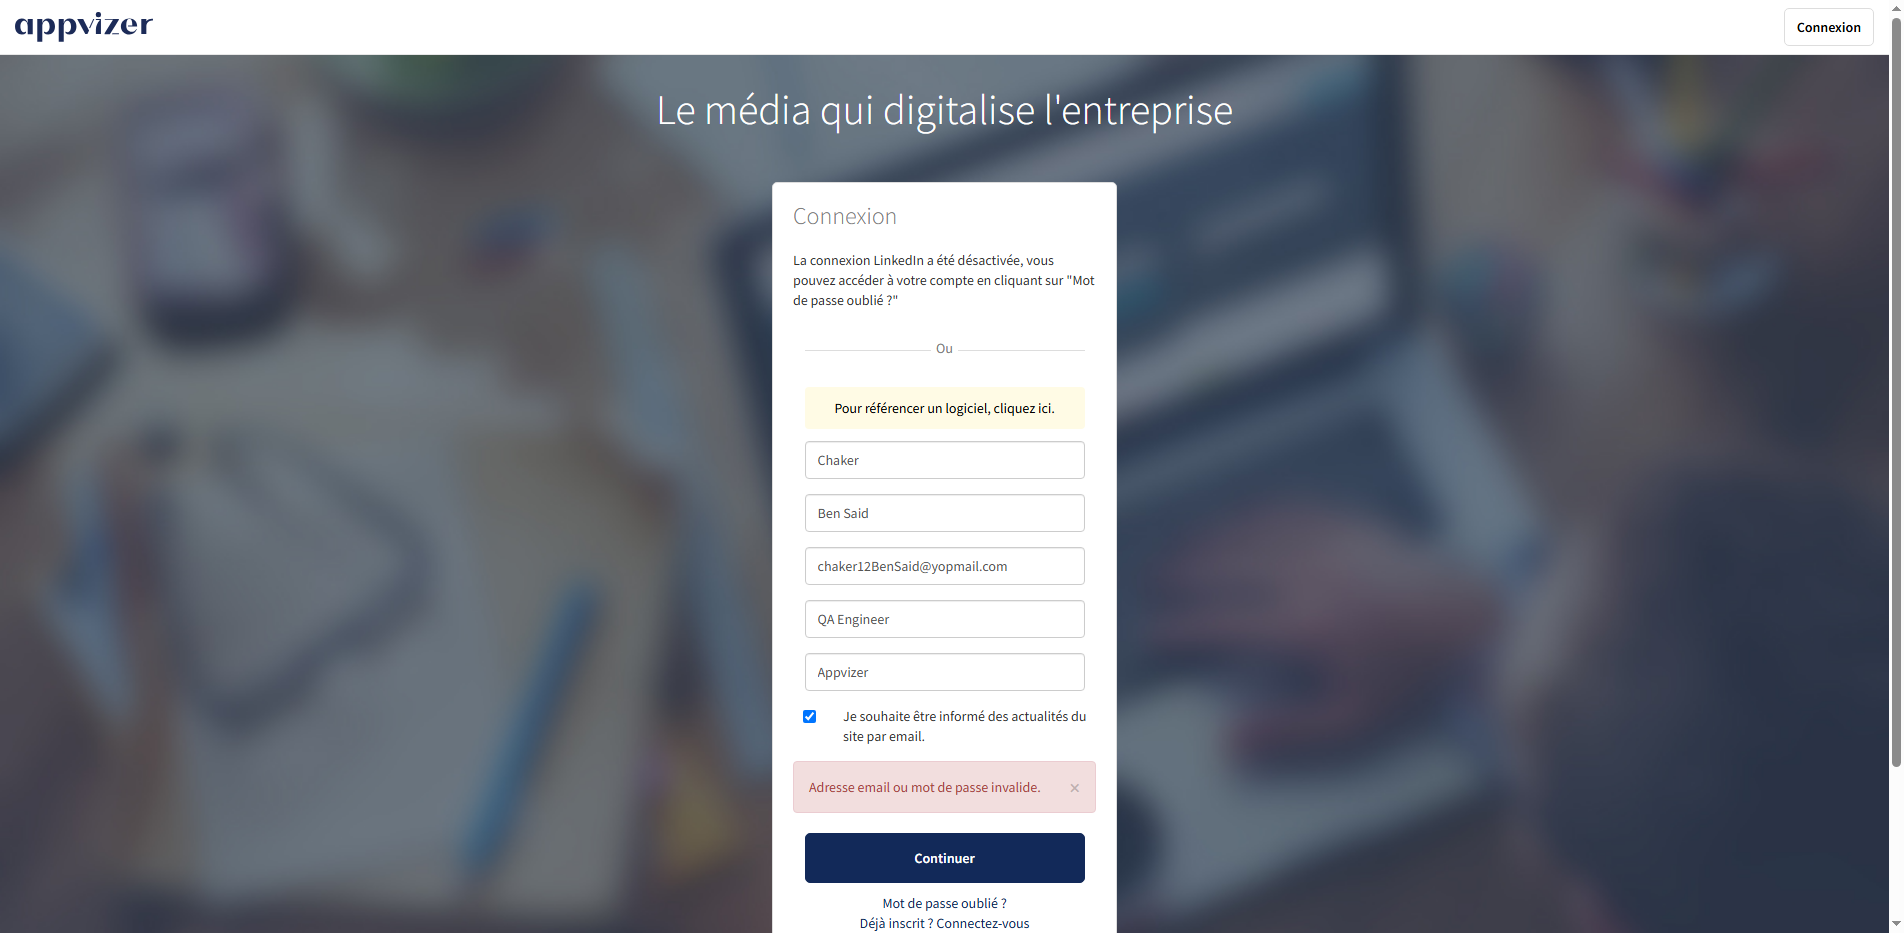 appvizer
Connexion
Le média qui digitalise l'entreprise
Connexion
La connexion LinkedIn a été désactivée, vous
pouvez accéder à votre compte en cliquant sur "Mot
de passe oublié ?"
Ou
Pour référencer un logiciel, cliquez ici.
Chaker
Ben Said
chaker12BenSaid@yopmail.com
QA Engineer
Appvizer
Je souhaite être informé des actualités du
site par email.
Adresse email ou mot de passe invalide. ×
Continuer
Mot de passe oublié ?
Déjà inscrit ? Connectez-vous